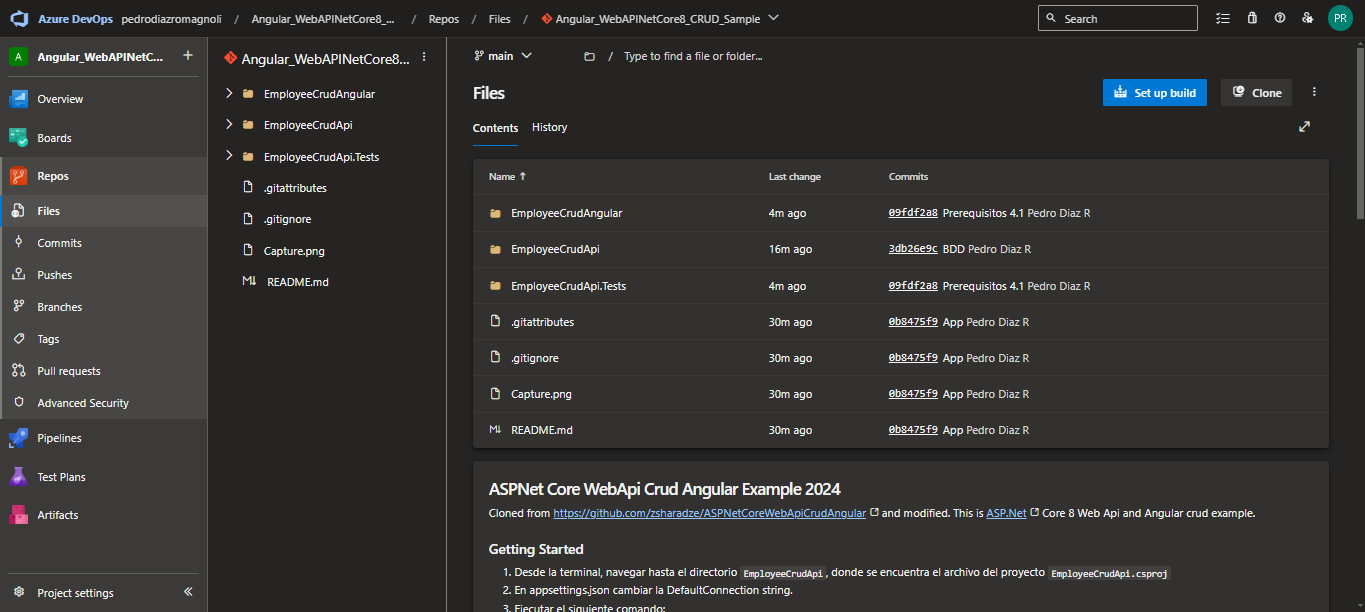 Azure DevOps pedrodiazromagnoli / Angular_WebAPINetCore8_... / Repos / Files / Angular_WebAPINetCore8_CRUD_Sample Search PR
A Angular_WebAPINetC... +
Overview
Boards
Repos
Files
Commits
Pushes
Branches
Tags
Pull requests
Advanced Security
Pipelines
Test Plans
Artifacts
Project settings
Angular_WebAPINetCore8...
EmployeeCrudAngular
EmployeeCrudApi
EmployeeCrudApi.Tests
.gitattributes
.gitignore
Capture.png
README.md
main / Type to find a file or folder...
Files Set up build Clone
Contents History
Name ↑ Last change Commits
EmployeeCrudAngular 4m ago 09fdf2a8 Prerequisitos 4.1 Pedro Diaz R
EmployeeCrudApi 16m ago 3db26e9c BDD Pedro Diaz R
EmployeeCrudApi.Tests 4m ago 09fdf2a8 Prerequisitos 4.1 Pedro Diaz R
.gitattributes 30m ago 0b8475f9 App Pedro Diaz R
.gitignore 30m ago 0b8475f9 App Pedro Diaz R
Capture.png 30m ago 0b8475f9 App Pedro Diaz R
README.md 30m ago 0b8475f9 App Pedro Diaz R
ASPNet Core WebApi Crud Angular Example 2024
Cloned from https://github.com/zsharadze/ASPNetCoreWebApiCrudAngular and modified. This is ASP.Net Core 8 Web Api and Angular crud example.
Getting Started
1. Desde la terminal, navegar hasta el directorio EmployeeCrudApi, donde se encuentra el archivo del proyecto EmployeeCrudApi.csproj
2. En appsettings.json cambiar la DefaultConnection string.
3. Ejecutar el siguiente comando: